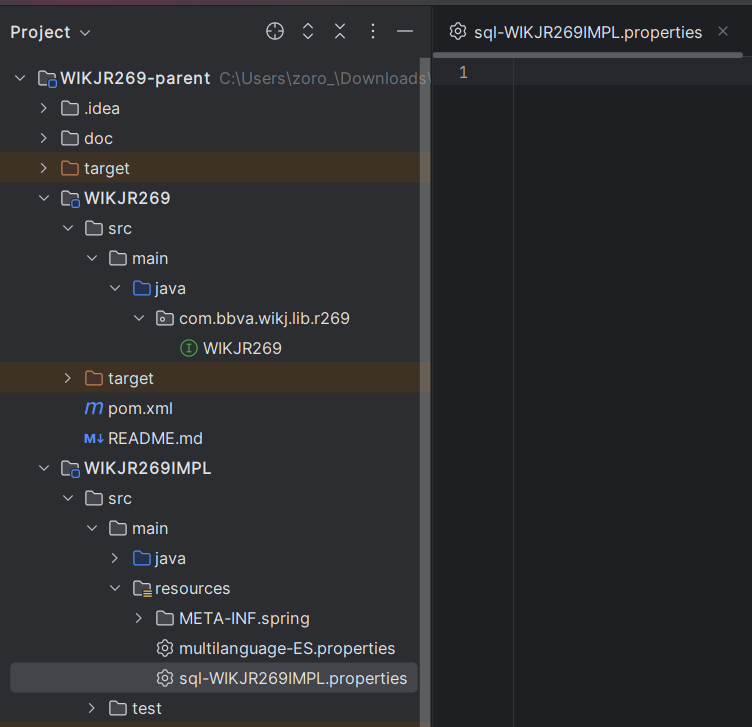 Project
sql-WIKJR269IMPL.properties
WIKJR269-parent C:\Users\zoro_\Downloads\
1
.idea
doc
target
WIKJR269
src
main
java
com.bbva.wikj.lib.r269
I WIKJR269
target
m pom.xml
M↓ README.md
WIKJR269IMPL
src
main
java
resources
META-INF.spring
multilanguage-ES.properties
sql-WIKJR269IMPL.properties
test